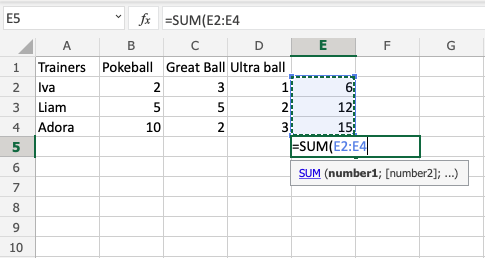 E5 fx =SUM(E2:E4
A B C D E F G
1 Trainers Pokeball Great Ball Ultra ball
2 Iva 2 3 1 6
3 Liam 5 5 2 12
4 Adora 10 2 3 15
5 =SUM(E2:E4
6 SUM (number1; [number2]; ...)
7
8
9
10